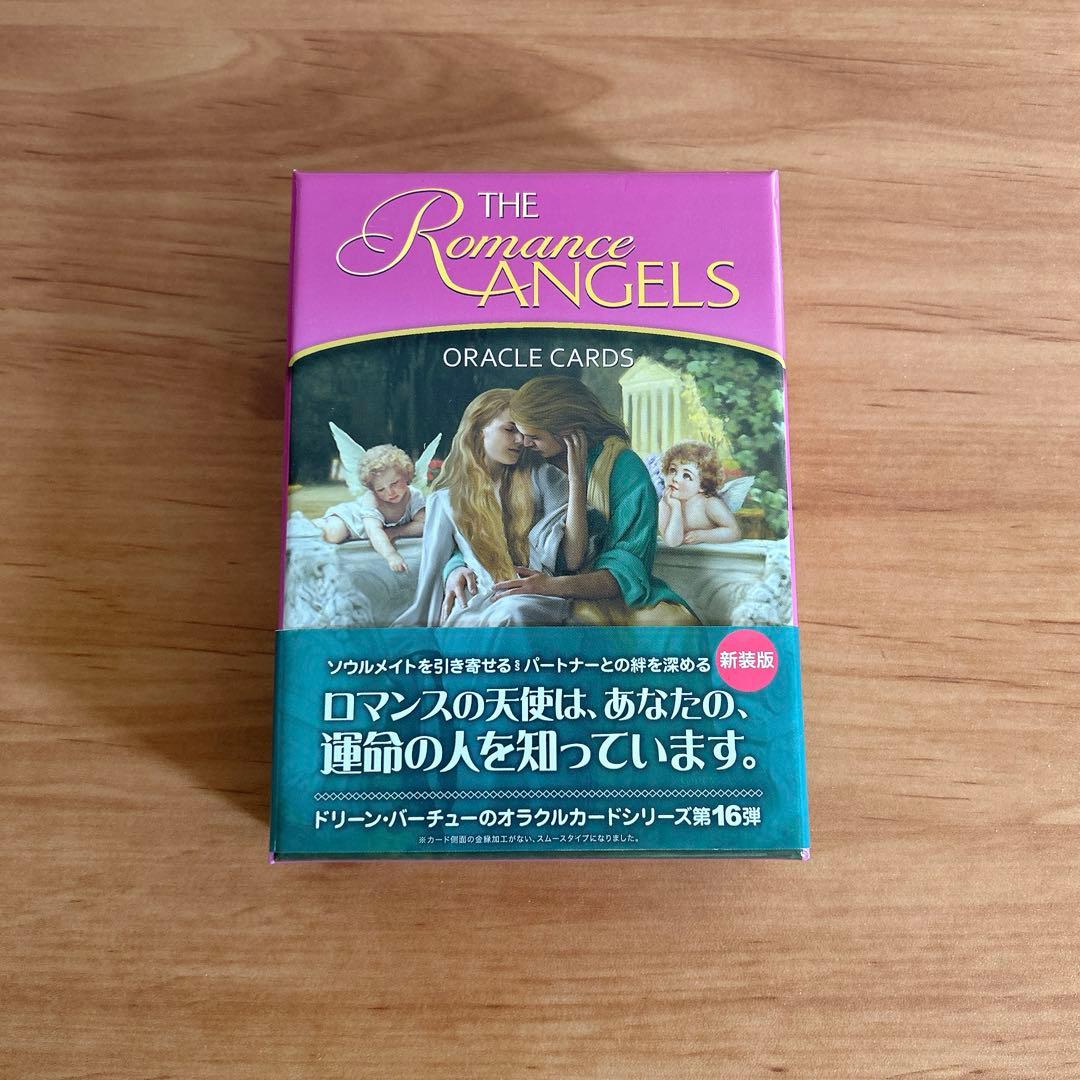 THE
Romance
ANGELS
ORACLE CARDS
ソウルメイトを引き寄せる§パートナーとの絆を深める
新装版
ロマンスの天使は、あなたの、
運命の人を知っています。
ドリーン・バーチューのオラクルカードシリーズ第16弾
※カード側面の金縁加工がない、スムースタイプになりました。